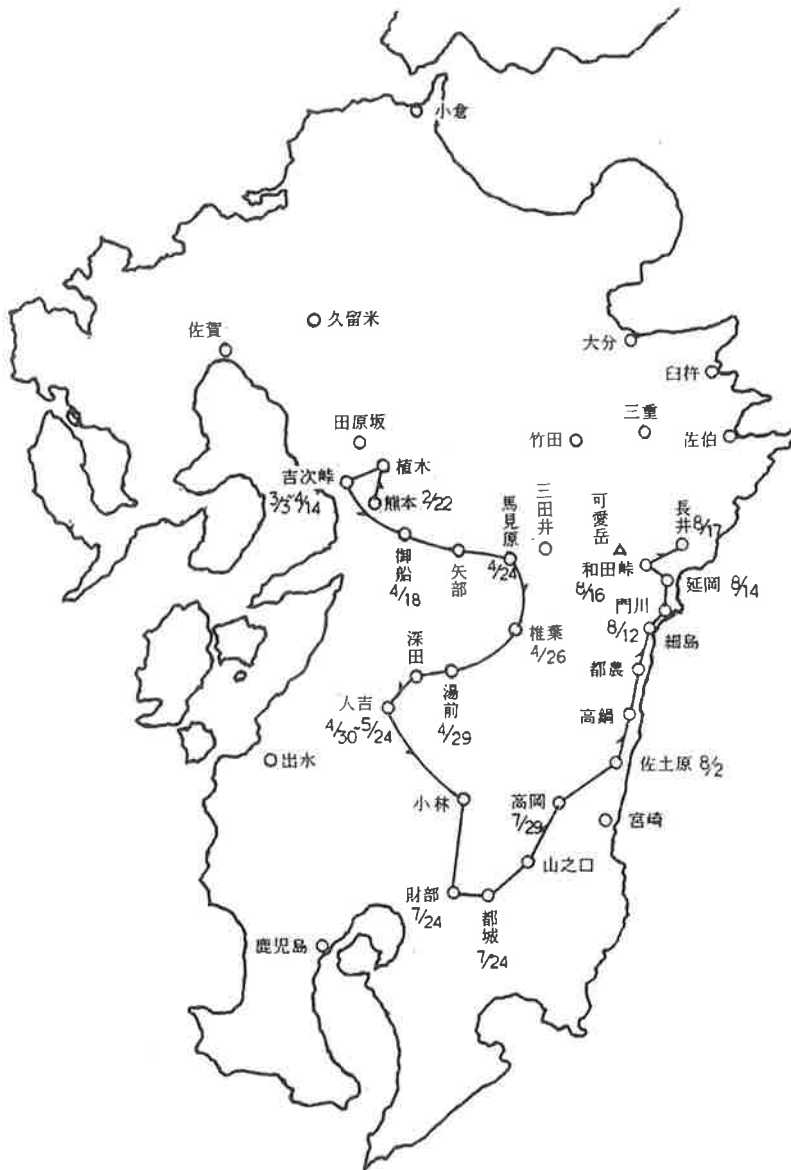 小倉
久留米
佐賀
大分
臼杵
田原坂
竹田
三重
佐伯
植木
吉次峠
3/3~4/14
熊本 2/22
馬見原
4/24
三田井
可愛岳
長井 8/17
御船
4/18
矢部
和田峠
8/16
延岡 8/14
門川
8/12
細島
椎葉
4/26
深田
湯前
4/29
都農
人吉
4/30~5/24
高鍋
出水
佐土原 8/2
小林
高岡
7/29
宮崎
山之口
財部
7/24
都城
7/24
鹿児島